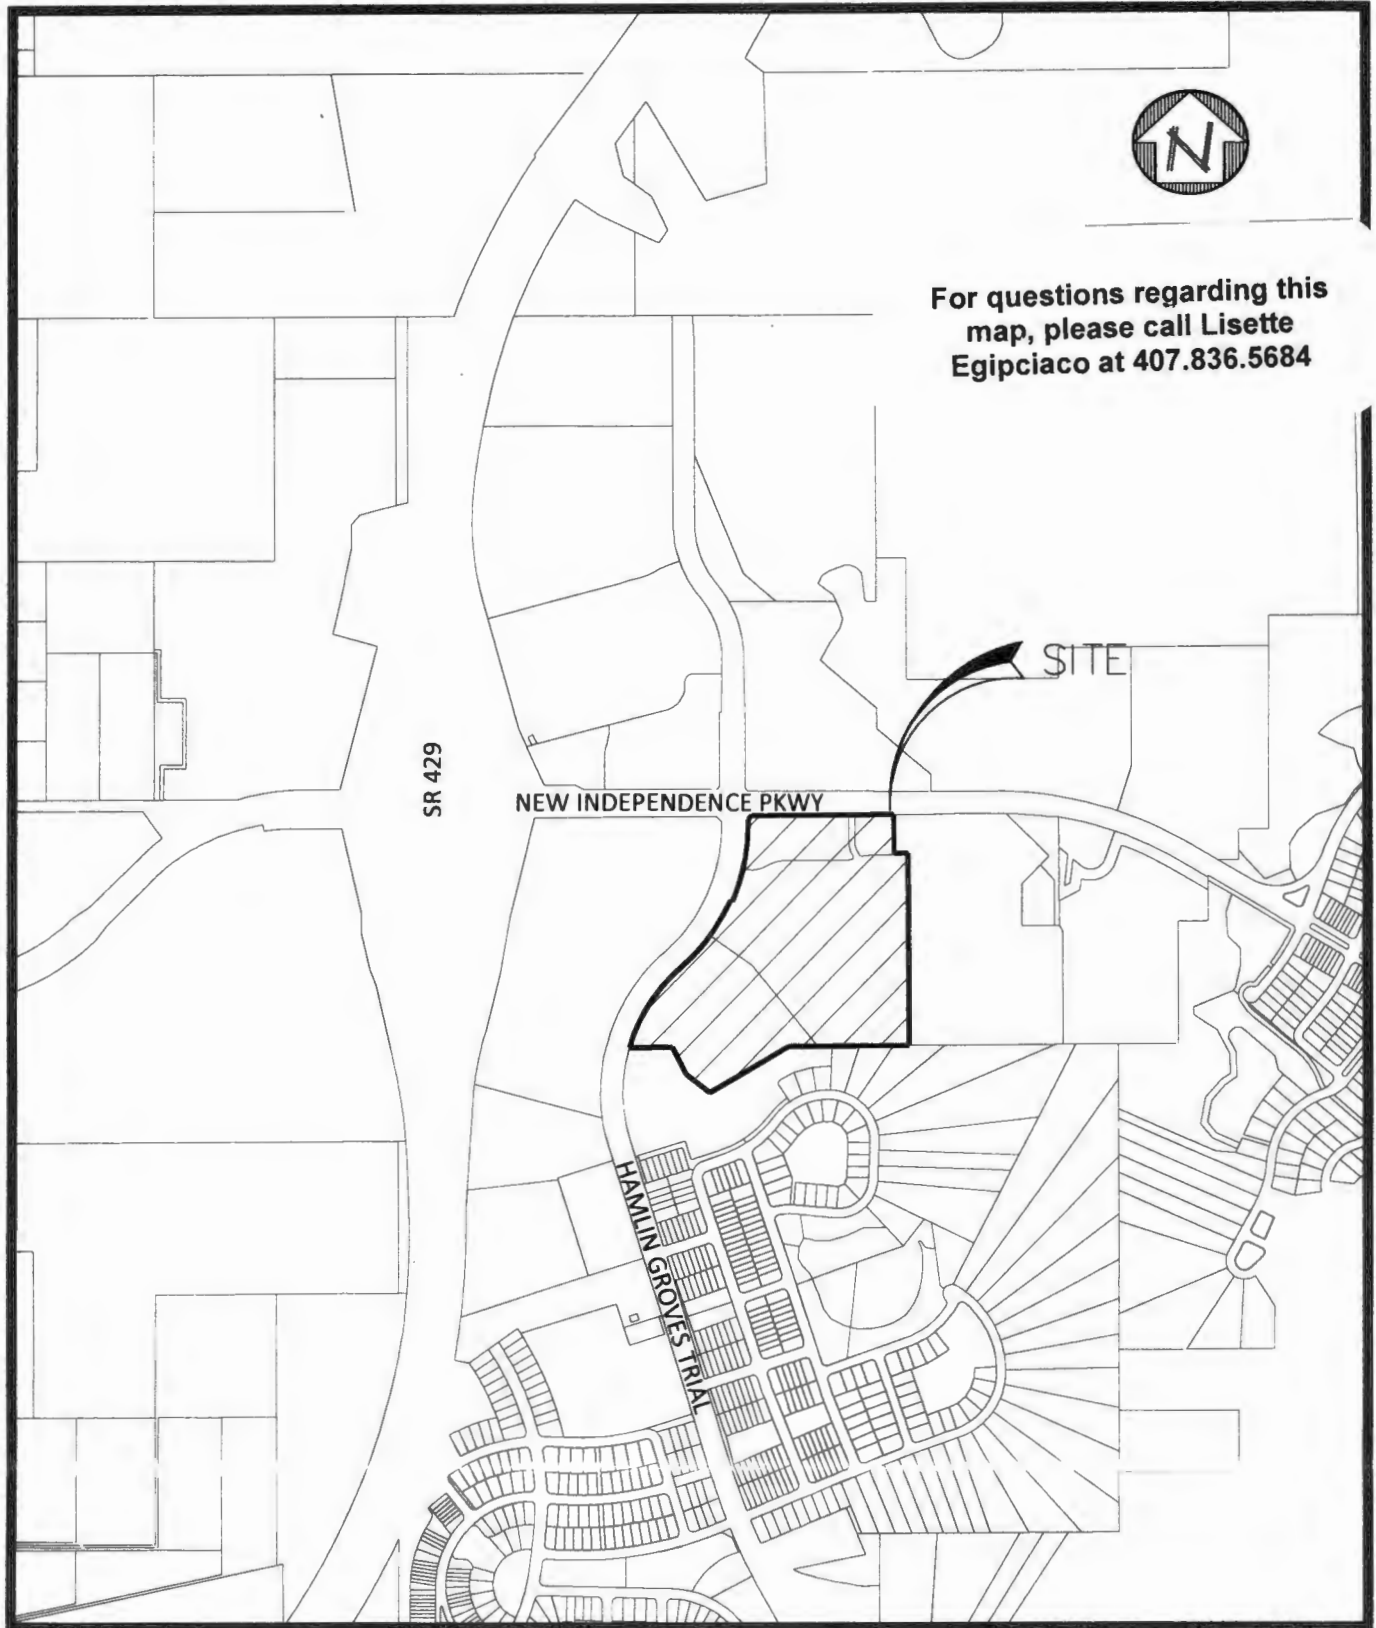 N
For questions regarding this
map, please call Lisette
Egipciaco at 407.836.5684
SITE
SR 429
NEW INDEPENDENCE PKWY
HAMLIN GROVES TRIAL